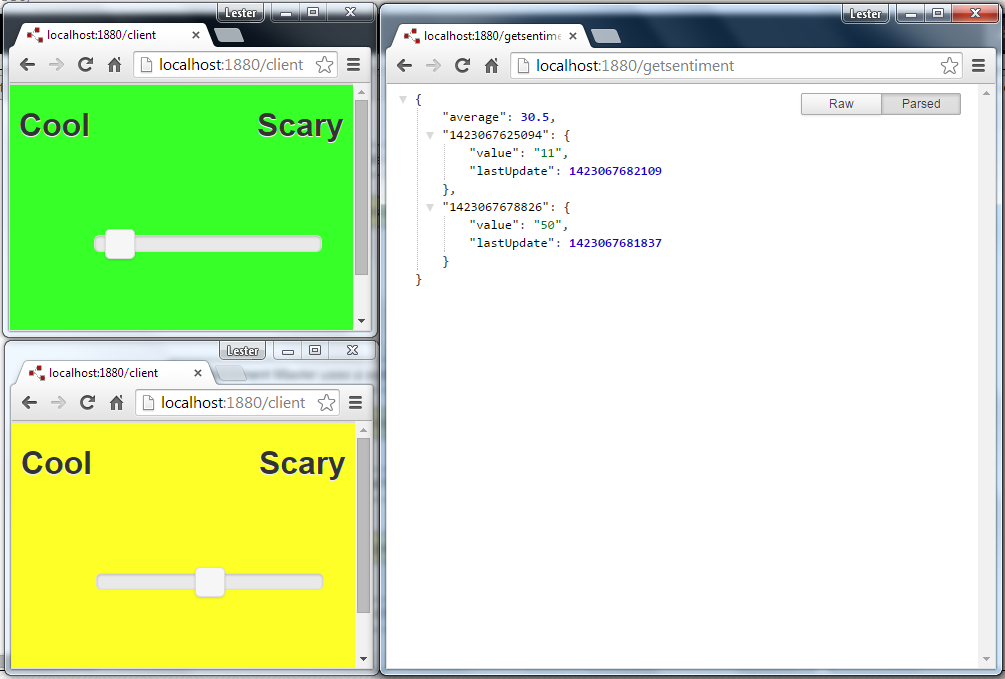 Lester
localhost:1880/client
localhost:1880/client
Cool Scary
Lester
localhost:1880/client
localhost:1880/client
Cool Scary
Lester
localhost:1880/getsentime
localhost:1880/getsentiment
Raw Parsed
{
"average": 30.5,
"1423067625094": {
"value": "11",
"lastUpdate": 1423067682109
},
"1423067678826": {
"value": "50",
"lastUpdate": 1423067681837
}
}